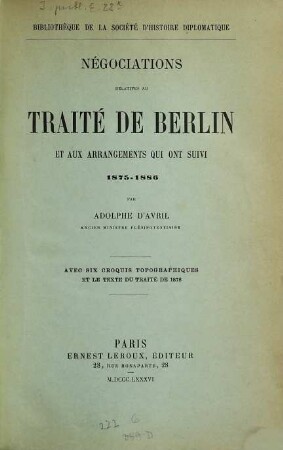 BIBLIOTHÈQUE DE LA SOCIÉTÉ D'HISTOIRE DIPLOMATIQUE
NÉGOCIATIONS
RELATIVES AU
TRAITÉ DE BERLIN
ET AUX ARRANGEMENTS QUI ONT SUIVI
1875-1886
PAR
ADOLPHE D'AVRIL
ANCIEN MINISTRE PLÉNIPOTENTIAIRE
AVEC SIX CROQUIS TOPOGRAPHIQUES
ET LE TEXTE DU TRAITÉ DE 1878
PARIS
ERNEST LEROUX, ÉDITEUR
28, RUE BONAPARTE, 28
M.DCCC.LXXXVI